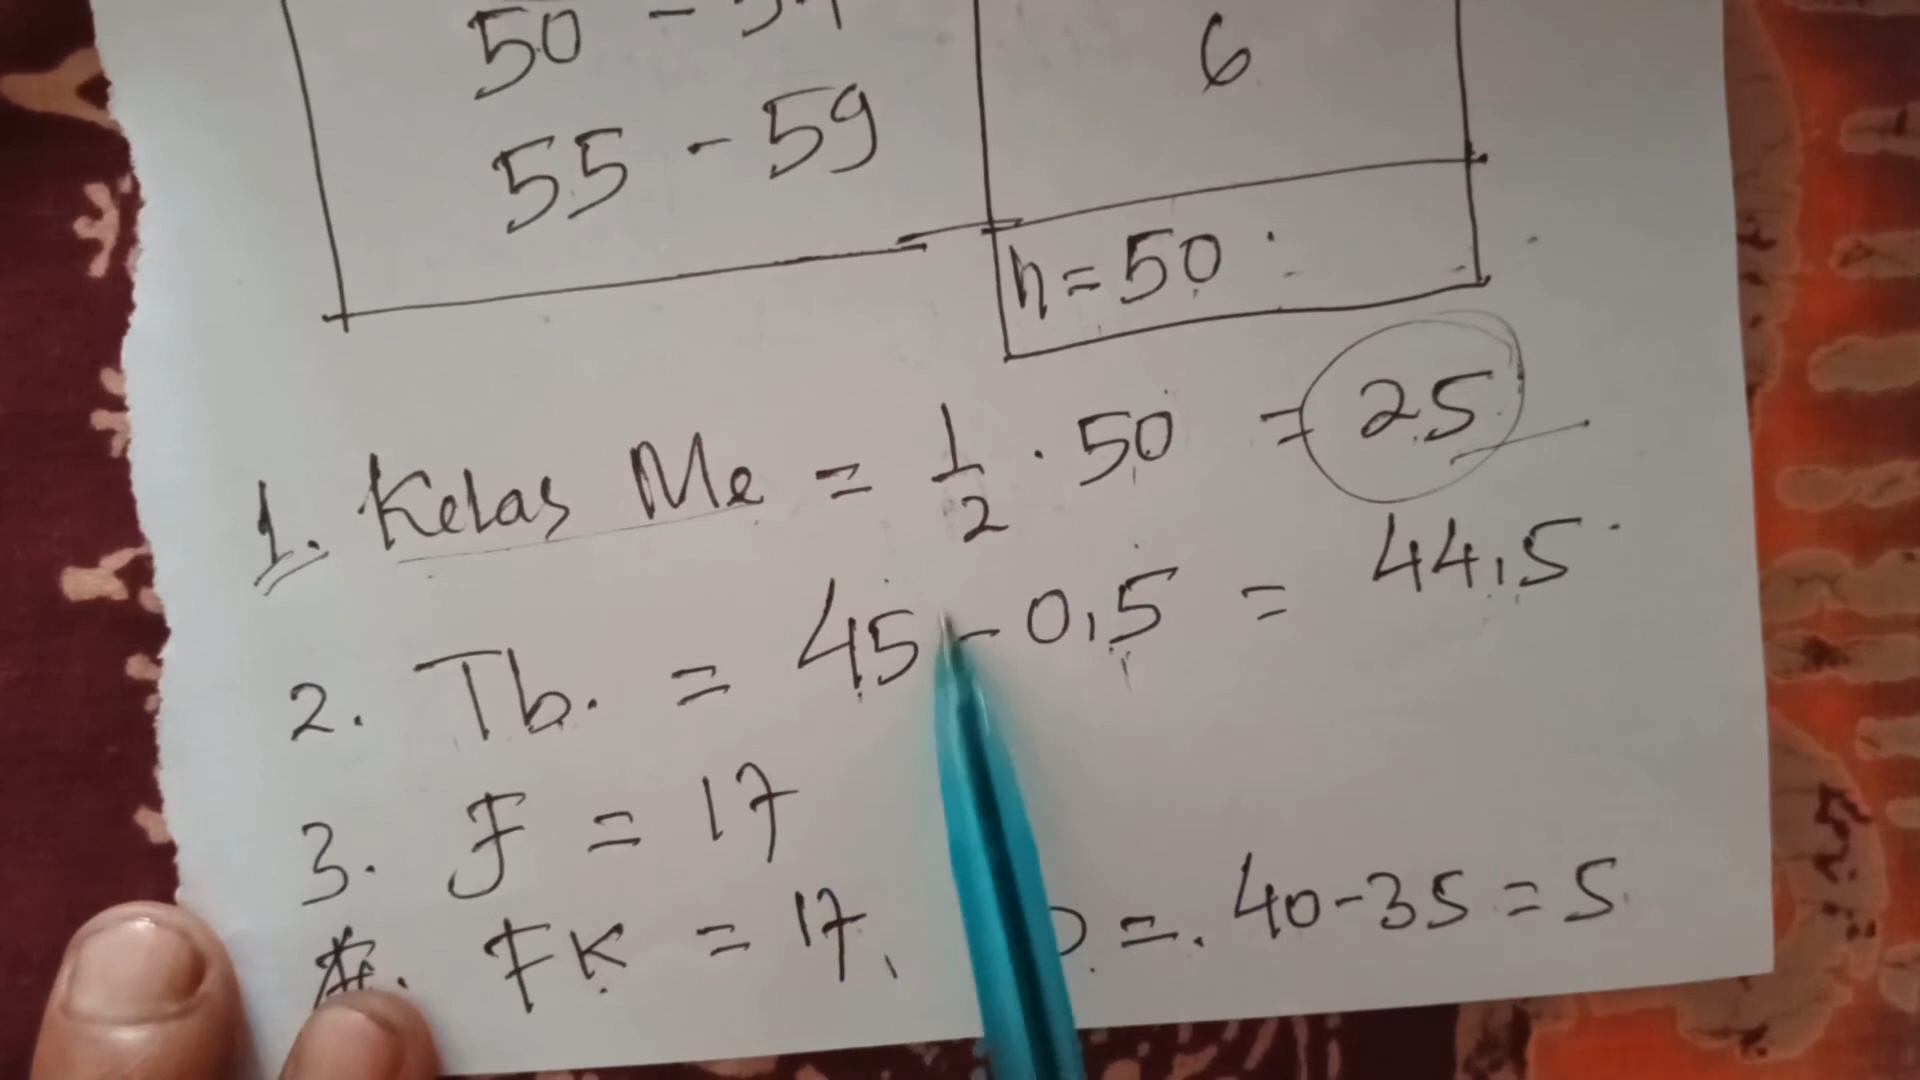 50 -
6
55 - 59
n = 50
1. Kelas Me = 1/2 . 50 = 25
2. Tb. = 45 - 0,5 = 44,5
3. F = 17
4. FK = 17, = . 40 - 35 = 5